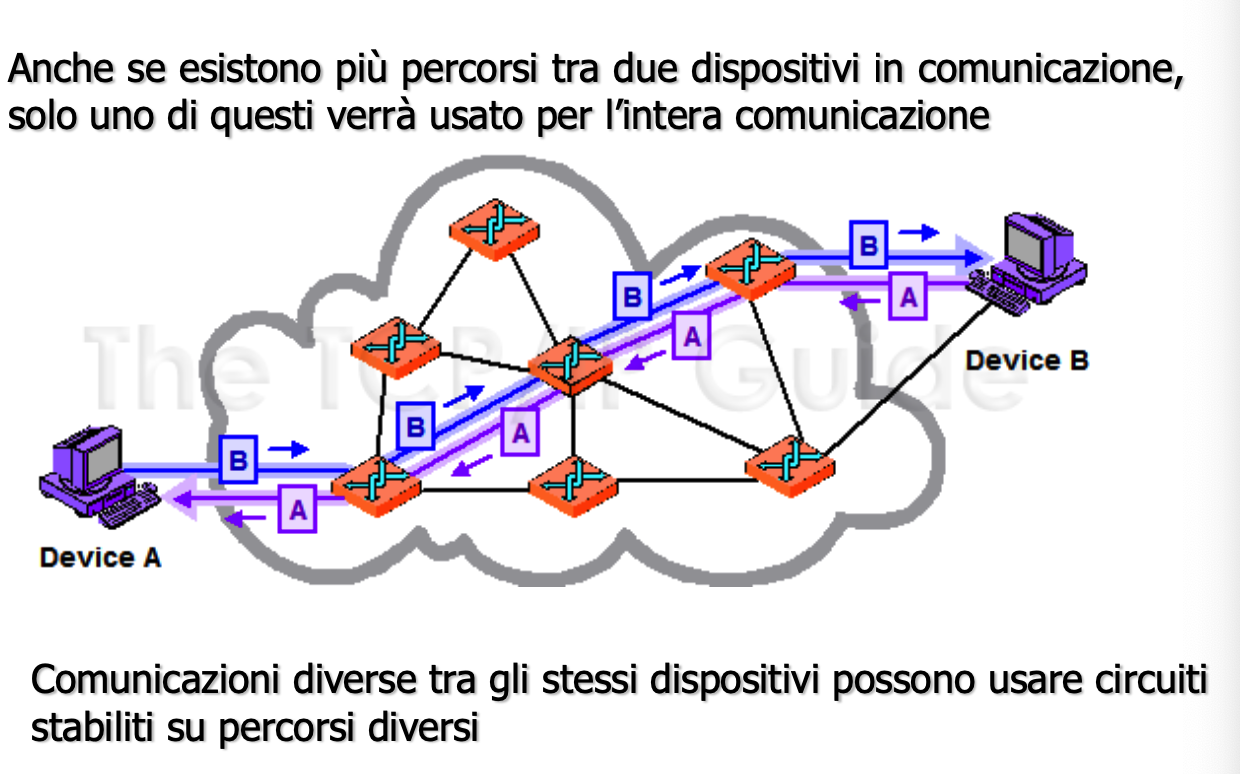 Anche se esistono più percorsi tra due dispositivi in comunicazione,
solo uno di questi verrà usato per l’intera comunicazione
B
A
B
A
Device B
The TCP/IP Guide
B
A
B
A
Device A
Comunicazioni diverse tra gli stessi dispositivi possono usare circuiti
stabiliti su percorsi diversi